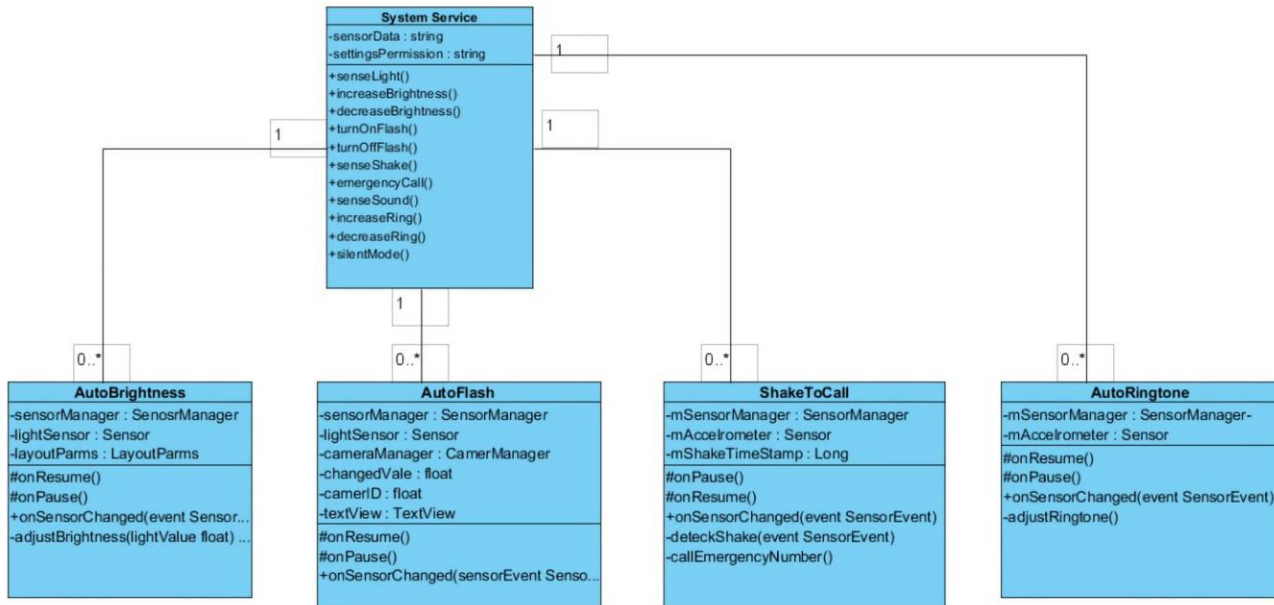 System Service
-sensorData : string
-settingsPermission : string
+senseLight()
+increaseBrightness()
+decreaseBrightness()
+turnOnFlash()
+turnOffFlash()
+senseShake()
+emergencyCall()
+senseSound()
+increaseRing()
+decreaseRing()
+silentMode()
1
1
1
1
0..*
0..*
0..*
0..*
AutoBrightness
-sensorManager : SenosrManager
-lightSensor : Sensor
-layoutParms : LayoutParms
#onResume()
#onPause()
+onSensorChanged(event Sensor...
-adjustBrightness(lightValue float) ...
AutoFlash
-sensorManager : SensorManager
-lightSensor : Sensor
-cameraManager : CamerManager
-changedVale : float
-camerID : float
-textView : TextView
#onResume()
#onPause()
+onSensorChanged(sensorEvent Senso...
ShakeToCall
-mSensorManager : SensorManager
-mAccelrometer : Sensor
-mShakeTimeStamp : Long
#onPause()
#onResume()
+onSensorChanged(event SensorEvent)
-deteckShake(event SensorEvent)
-callEmergencyNumber()
AutoRingtone
-mSensorManager : SensorManager-
-mAccelrometer : Sensor
#onResume()
#onPause()
+onSensorChanged(event SensorEvent)
-adjustRingtone()